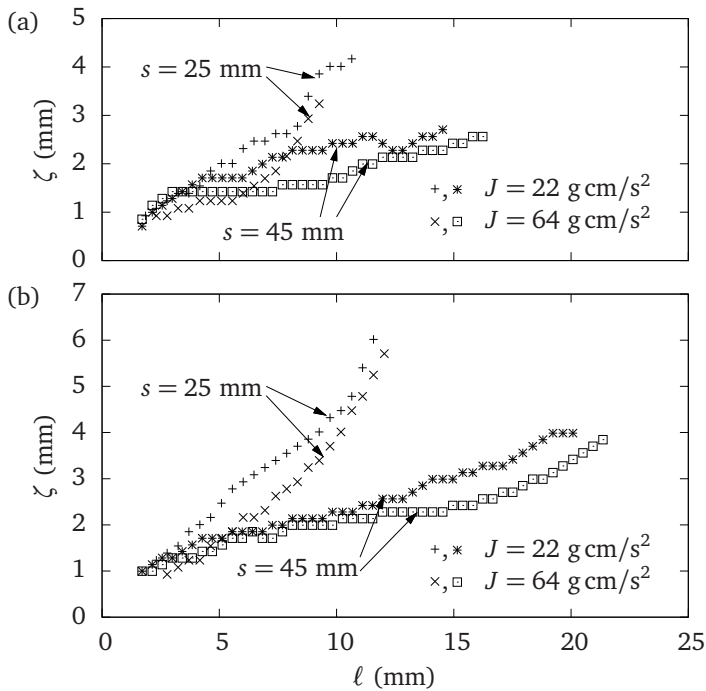 (a)
5
4
3
2
1
0
ζ (mm)
s = 25 mm
s = 45 mm
+, ∗ J = 22 g cm/s²
×, ⊡ J = 64 g cm/s²
(b)
7
6
5
4
3
2
1
0
ζ (mm)
s = 25 mm
s = 45 mm
+, ∗ J = 22 g cm/s²
×, ⊡ J = 64 g cm/s²
0 5 10 15 20 25
ℓ (mm)